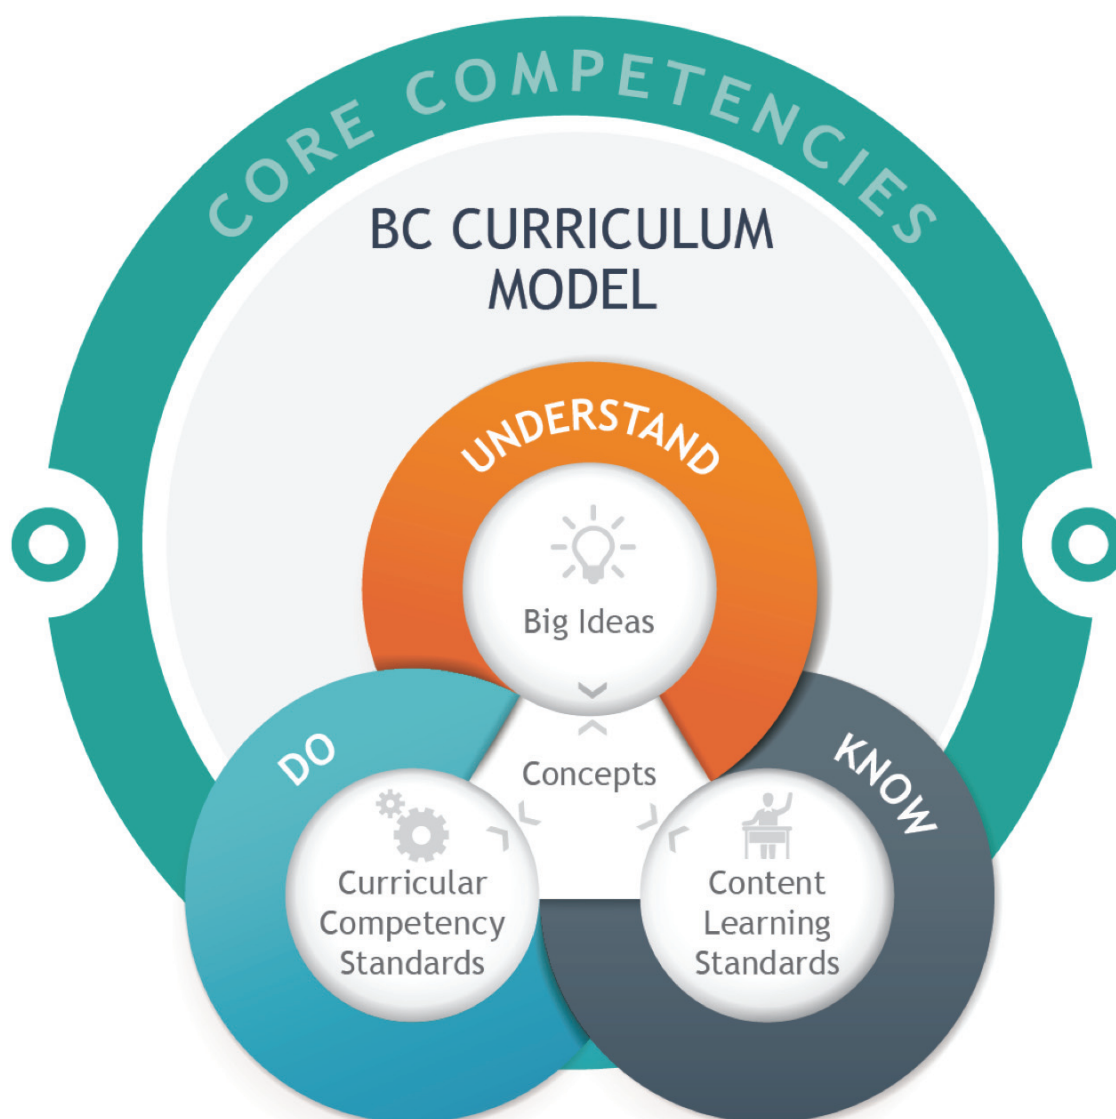 CORE COMPETENCIES
BC CURRICULUM
MODEL
UNDERSTAND
Big Ideas
DO
Concepts
KNOW
Curricular
Competency
Standards
Content
Learning
Standards